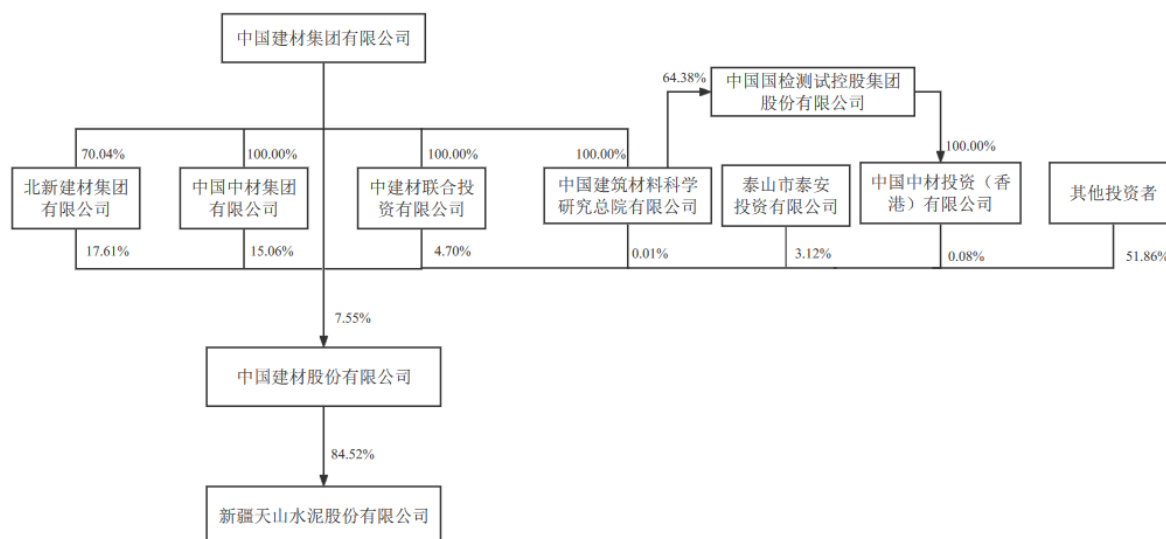 中国建材集团有限公司
64.38%
中国国检测试控股集团
股份有限公司
70.04%
100.00%
100.00%
100.00%
100.00%
北新建材集团
有限公司
中国中材集团
有限公司
中建材联合投
资有限公司
中国建筑材料科学
研究总院有限公司
泰山市泰安
投资有限公司
中国中材投资（香
港）有限公司
其他投资者
17.61%
15.06%
4.70%
0.01%
3.12%
0.08%
51.86%
7.55%
中国建材股份有限公司
84.52%
新疆天山水泥股份有限公司